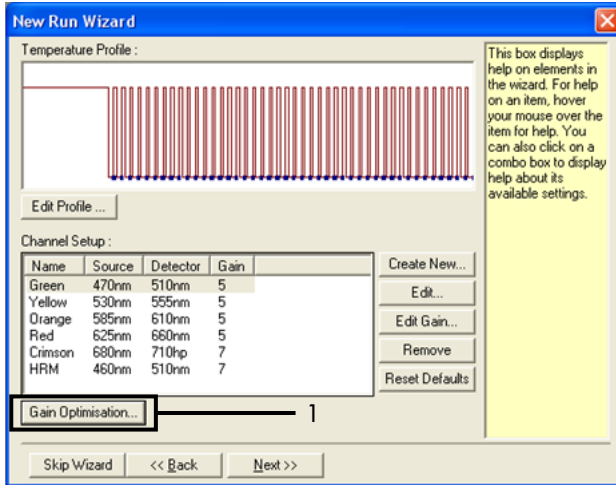 New Run Wizard
Temperature Profile :
This box displays
help on elements in
the wizard. For help
on an item, hover
your mouse over the
item for help. You
can also click on a
combo box to display
help about its
available settings.
Edit Profile ...
Channel Setup :
Name Source Detector Gain
Green 470nm 510nm 5
Yellow 530nm 555nm 5
Orange 585nm 610nm 5
Red 625nm 660nm 5
Crimson 680nm 710hp 7
HRM 460nm 510nm 7
Create New...
Edit...
Edit Gain...
Remove
Reset Defaults
Gain Optimisation...
1
Skip Wizard
<< Back
Next >>